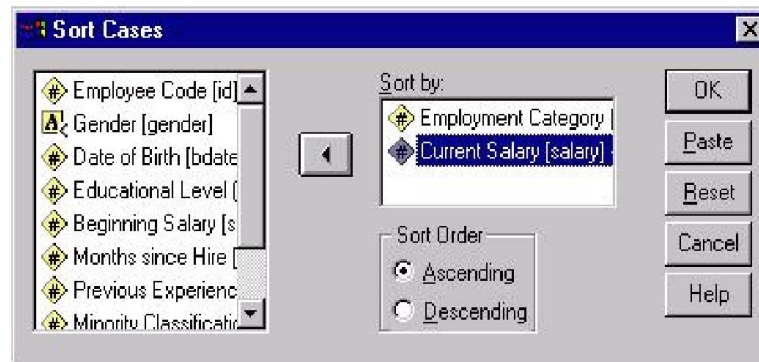 Sort Cases
Employee Code [id]
Gender [gender]
Date of Birth [bdate
Educational Level (
Beginning Salary [s
Months since Hire [
Previous Experienc
Minority Classificatio
Sort by:
Employment Category [
Current Salary [salary]
Sort Order
Ascending
Descending
OK
Paste
Reset
Cancel
Help